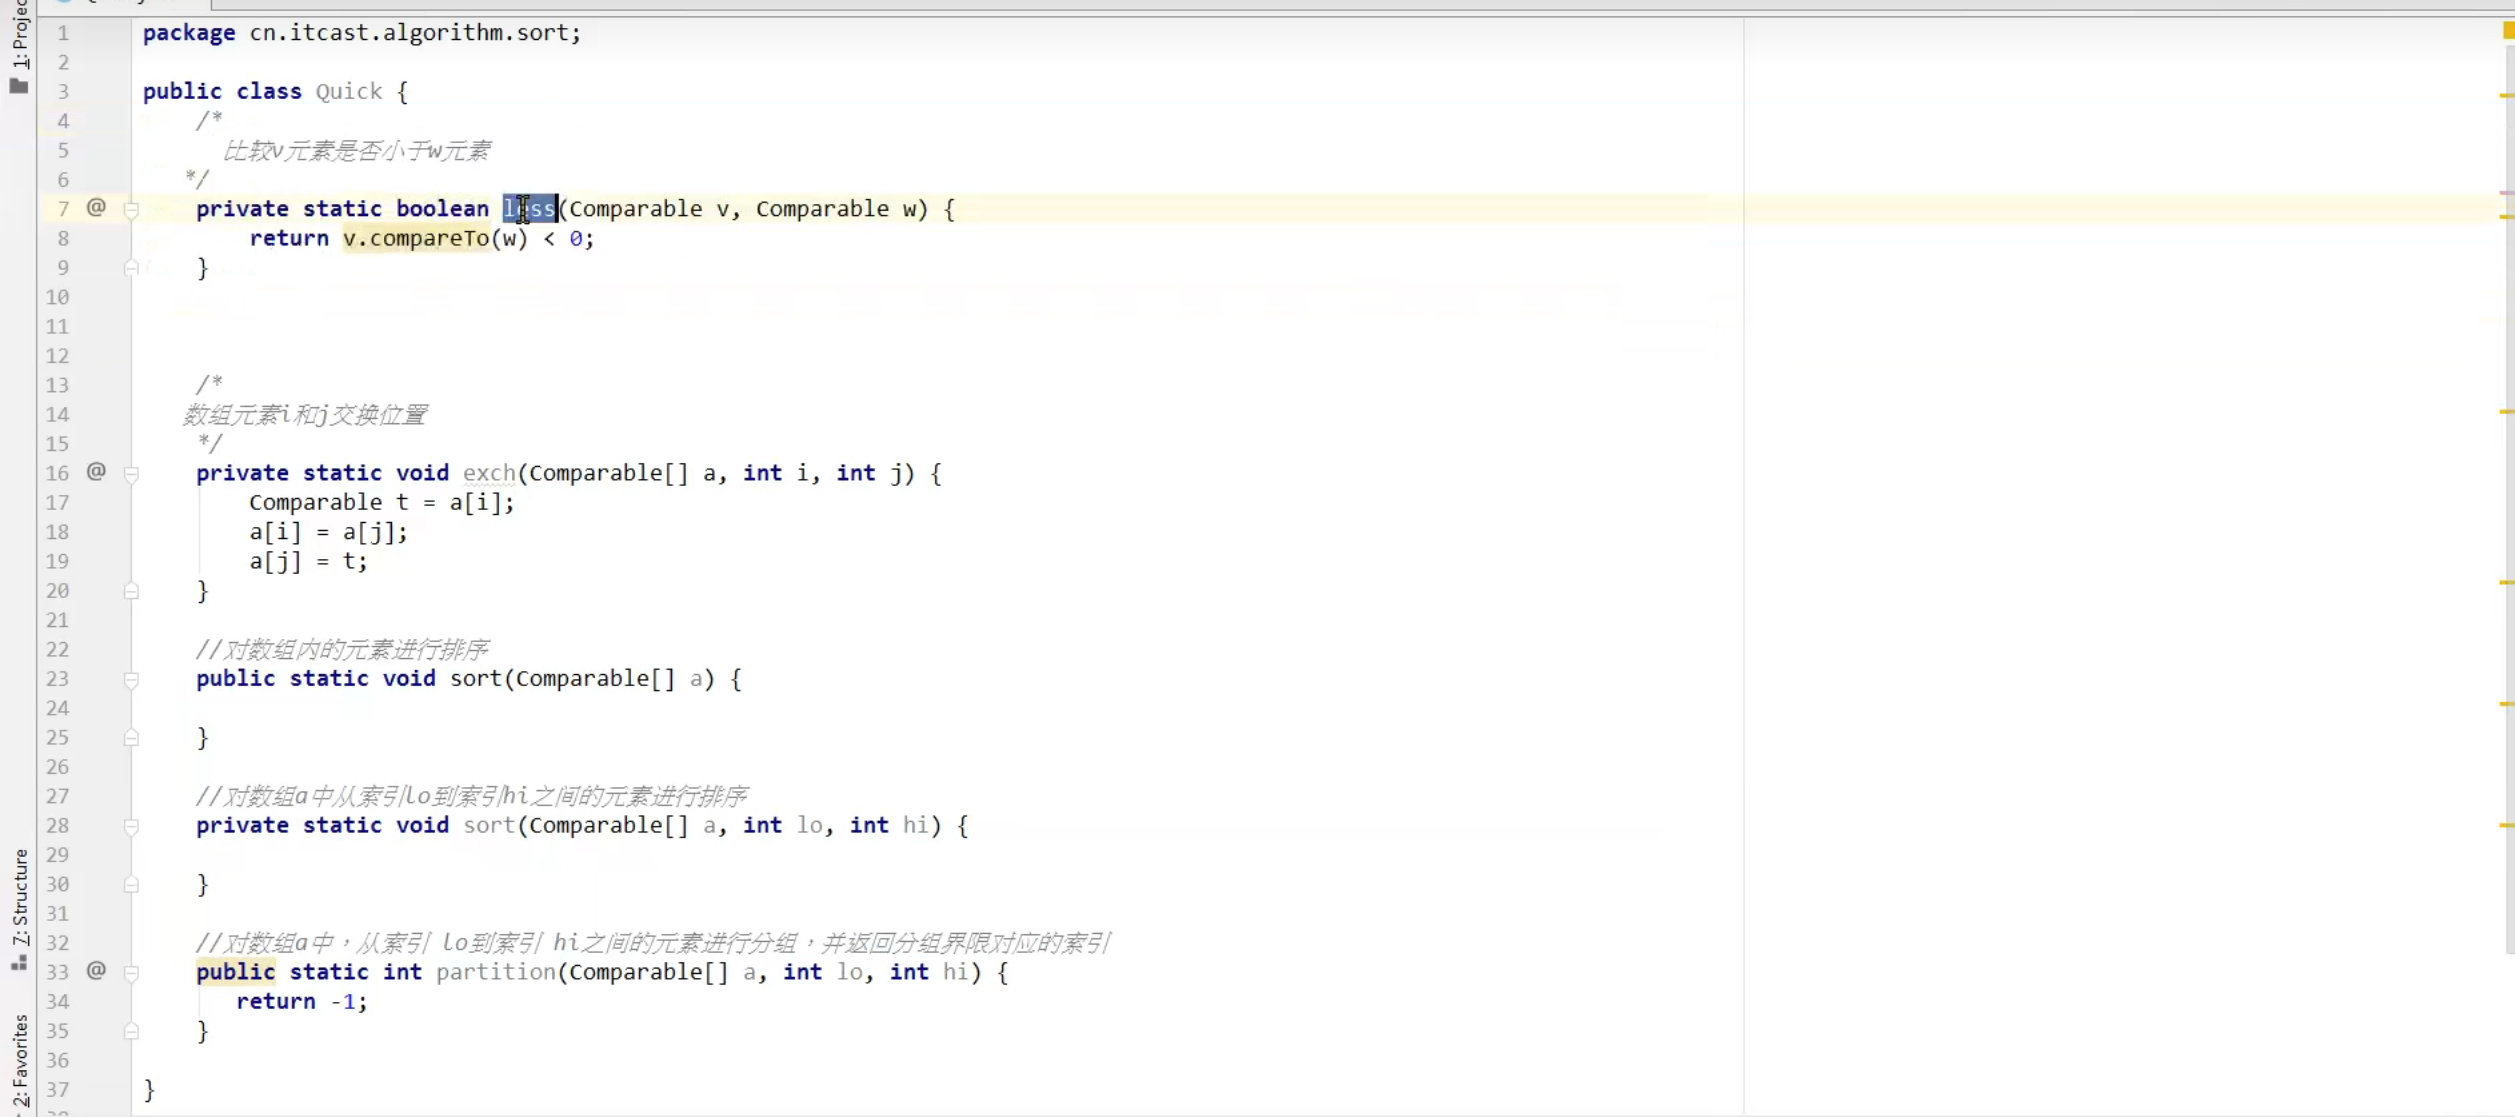 1: Projec
1 package cn.itcast.algorithm.sort;
2
3 public class Quick {
4 /*
5 比较v元素是否小于w元素
6 */
7 @ private static boolean less(Comparable v, Comparable w) {
8 return v.compareTo(w) < 0;
9 }
10
11
12
13 /*
14 数组元素i和j交换位置
15 */
16 @ private static void exch(Comparable[] a, int i, int j) {
17 Comparable t = a[i];
18 a[i] = a[j];
19 a[j] = t;
20 }
21
22 //对数组内的元素进行排序
23 public static void sort(Comparable[] a) {
24
25 }
26
27 //对数组a中从索引lo到索引hi之间的元素进行排序
28 private static void sort(Comparable[] a, int lo, int hi) {
29
30 }
31
32 //对数组a中，从索引 lo到索引 hi之间的元素进行分组，并返回分组界限对应的索引
33 @ public static int partition(Comparable[] a, int lo, int hi) {
34 return -1;
35 }
36
37 }
7: Structure
2: Favorites